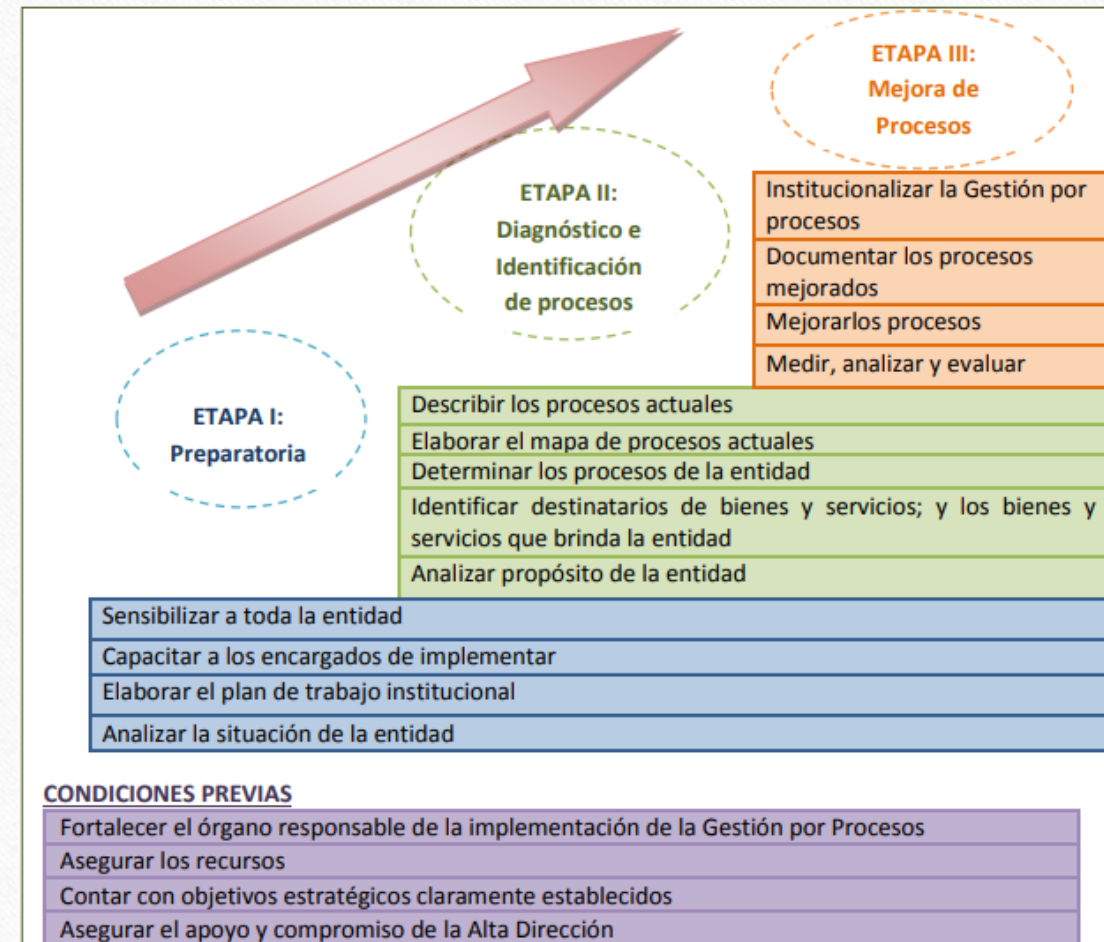 ETAPA III:
Mejora de
Procesos
ETAPA II:
Diagnóstico e
Identificación
de procesos
ETAPA I:
Preparatoria
Institucionalizar la Gestión por
procesos
Documentar los procesos
mejorados
Mejorarlos procesos
Medir, analizar y evaluar
Describir los procesos actuales
Elaborar el mapa de procesos actuales
Determinar los procesos de la entidad
Identificar destinatarios de bienes y servicios; y los bienes y
servicios que brinda la entidad
Analizar propósito de la entidad
Sensibilizar a toda la entidad
Capacitar a los encargados de implementar
Elaborar el plan de trabajo institucional
Analizar la situación de la entidad
CONDICIONES PREVIAS
Fortalecer el órgano responsable de la implementación de la Gestión por Procesos
Asegurar los recursos
Contar con objetivos estratégicos claramente establecidos
Asegurar el apoyo y compromiso de la Alta Dirección